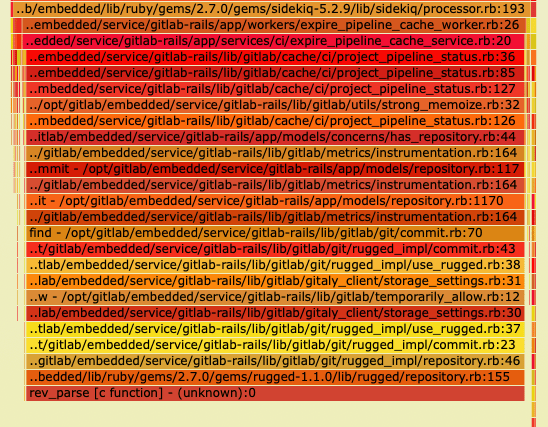 ..b/embedded/lib/ruby/gems/2.7.0/gems/sidekiq-5.2.9/lib/sidekiq/processor.rb:193
..embedded/service/gitlab-rails/app/workers/expire_pipeline_cache_worker.rb:26
..edded/service/gitlab-rails/app/services/ci/expire_pipeline_cache_service.rb:20
..embedded/service/gitlab-rails/lib/gitlab/cache/ci/project_pipeline_status.rb:36
..embedded/service/gitlab-rails/lib/gitlab/cache/ci/project_pipeline_status.rb:85
..mbedded/service/gitlab-rails/lib/gitlab/cache/ci/project_pipeline_status.rb:127
../opt/gitlab/embedded/service/gitlab-rails/lib/gitlab/utils/strong_memoize.rb:32
..mbedded/service/gitlab-rails/lib/gitlab/cache/ci/project_pipeline_status.rb:126
..itlab/embedded/service/gitlab-rails/app/models/concerns/has_repository.rb:44
../gitlab/embedded/service/gitlab-rails/lib/gitlab/metrics/instrumentation.rb:164
..mmit - /opt/gitlab/embedded/service/gitlab-rails/app/models/repository.rb:117
../gitlab/embedded/service/gitlab-rails/lib/gitlab/metrics/instrumentation.rb:164
..it - /opt/gitlab/embedded/service/gitlab-rails/app/models/repository.rb:1170
../gitlab/embedded/service/gitlab-rails/lib/gitlab/metrics/instrumentation.rb:164
find - /opt/gitlab/embedded/service/gitlab-rails/lib/gitlab/git/commit.rb:70
..t/gitlab/embedded/service/gitlab-rails/lib/gitlab/git/rugged_impl/commit.rb:43
..tlab/embedded/service/gitlab-rails/lib/gitlab/git/rugged_impl/use_rugged.rb:38
..lab/embedded/service/gitlab-rails/lib/gitlab/gitaly_client/storage_settings.rb:31
..w - /opt/gitlab/embedded/service/gitlab-rails/lib/gitlab/temporarily_allow.rb:12
..lab/embedded/service/gitlab-rails/lib/gitlab/gitaly_client/storage_settings.rb:30
..tlab/embedded/service/gitlab-rails/lib/gitlab/git/rugged_impl/use_rugged.rb:37
..t/gitlab/embedded/service/gitlab-rails/lib/gitlab/git/rugged_impl/commit.rb:23
..gitlab/embedded/service/gitlab-rails/lib/gitlab/git/rugged_impl/repository.rb:46
..bedded/lib/ruby/gems/2.7.0/gems/rugged-1.1.0/lib/rugged/repository.rb:155
rev_parse [c function] - (unknown):0